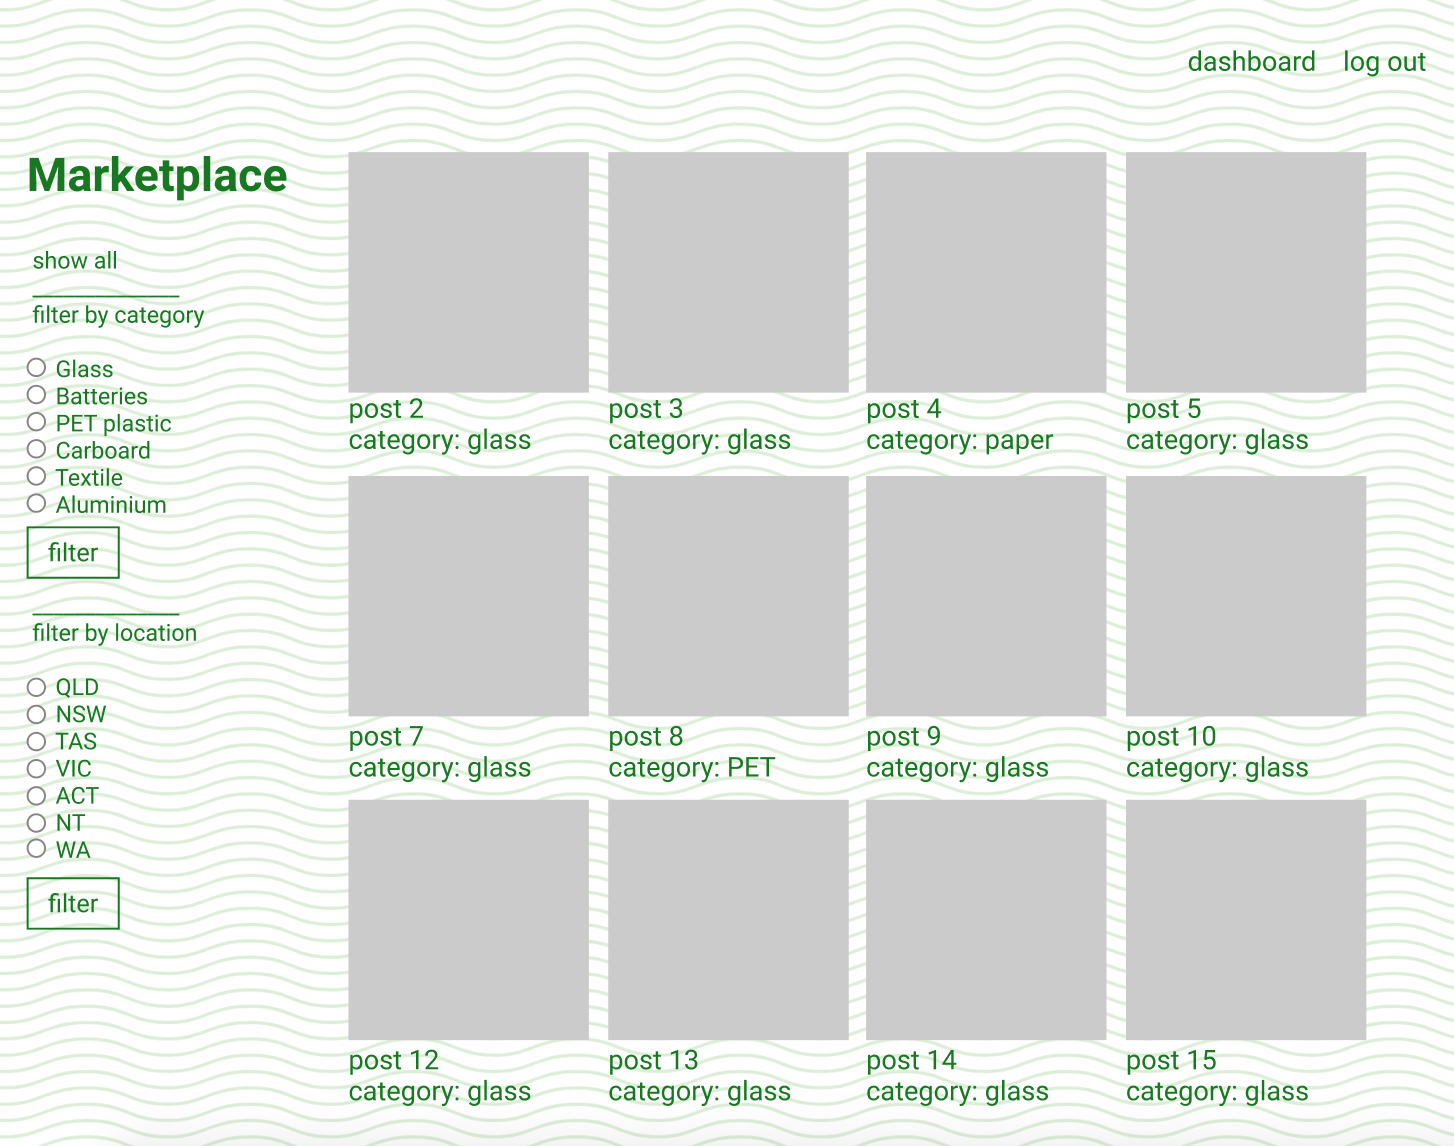 dashboard log out
Marketplace
show all
filter by category
Glass
Batteries
PET plastic
Carboard
Textile
Aluminium
filter
filter by location
QLD
NSW
TAS
VIC
ACT
NT
WA
filter
post 2
category: glass
post 3
category: glass
post 4
category: paper
post 5
category: glass
post 7
category: glass
post 8
category: PET
post 9
category: glass
post 10
category: glass
post 12
category: glass
post 13
category: glass
post 14
category: glass
post 15
category: glass